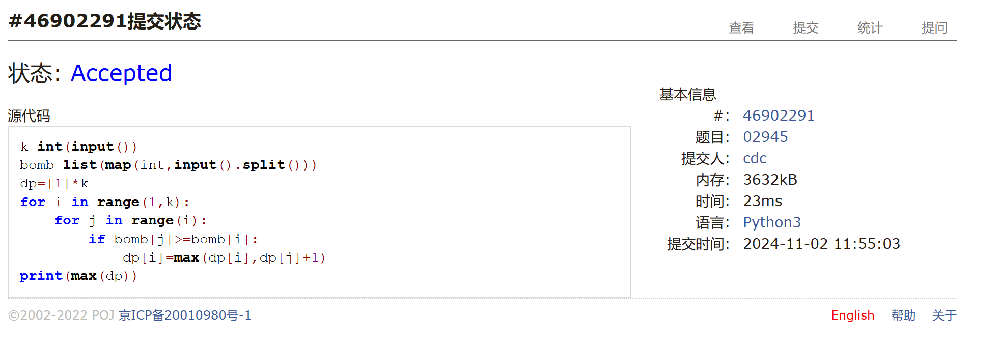 #46902291提交状态
查看 提交 统计 提问
状态: Accepted
源代码
k=int(input())
bomb=list(map(int,input().split()))
dp=[1]*k
for i in range(1,k):
    for j in range(i):
        if bomb[j]>=bomb[i]:
            dp[i]=max(dp[i],dp[j]+1)
print(max(dp))
基本信息
#: 46902291
题目: 02945
提交人: cdc
内存: 3632kB
时间: 23ms
语言: Python3
提交时间: 2024-11-02 11:55:03
©2002-2022 POJ 京ICP备20010980号-1
English 帮助 关于